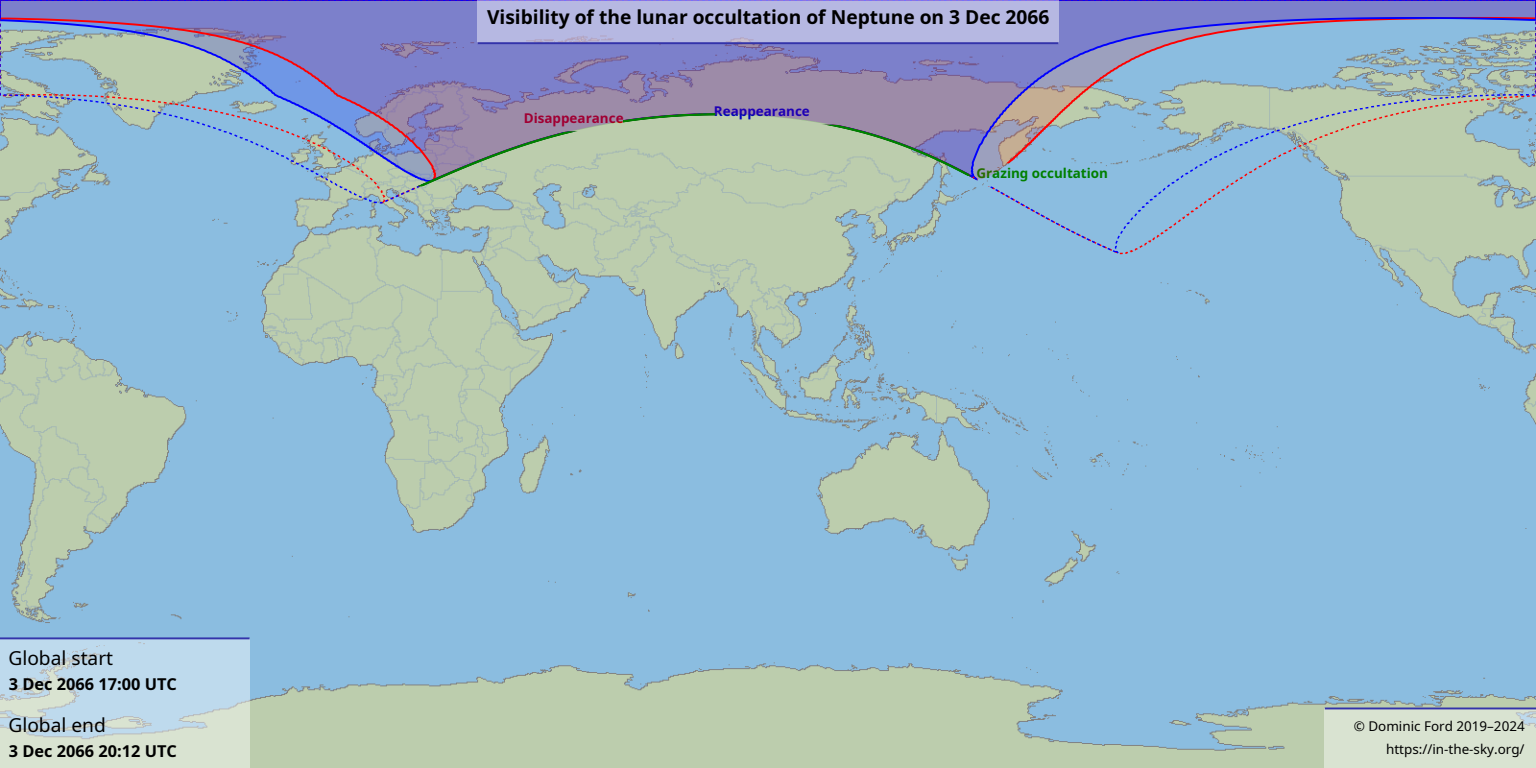 Visibility of the lunar occultation of Neptune on 3 Dec 2066
Disappearance
Reappearance
Grazing occultation
Global start
3 Dec 2066 17:00 UTC
Global end
3 Dec 2066 20:12 UTC
© Dominic Ford 2019–2024
https://in-the-sky.org/